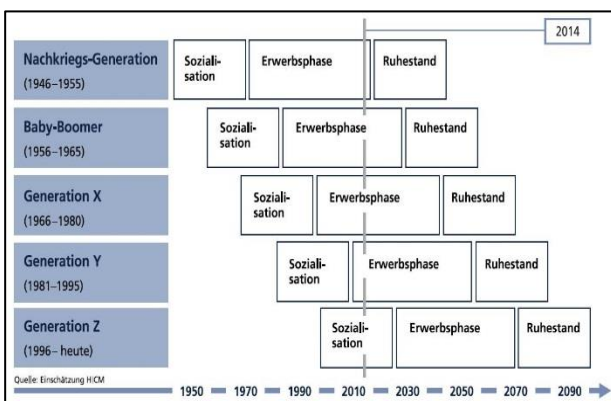 2014
Nachkriegs-Generation
(1946–1955)
Soziali-
sation
Erwerbsphase
Ruhestand
Baby-Boomer
(1956–1965)
Soziali-
sation
Erwerbsphase
Ruhestand
Generation X
(1966–1980)
Soziali-
sation
Erwerbsphase
Ruhestand
Generation Y
(1981–1995)
Soziali-
sation
Erwerbsphase
Ruhestand
Generation Z
(1996– heute)
Soziali-
sation
Erwerbsphase
Ruhestand
Quelle: Einschätzung HICM
1950 1970 1990 2010 2030 2050 2070 2090